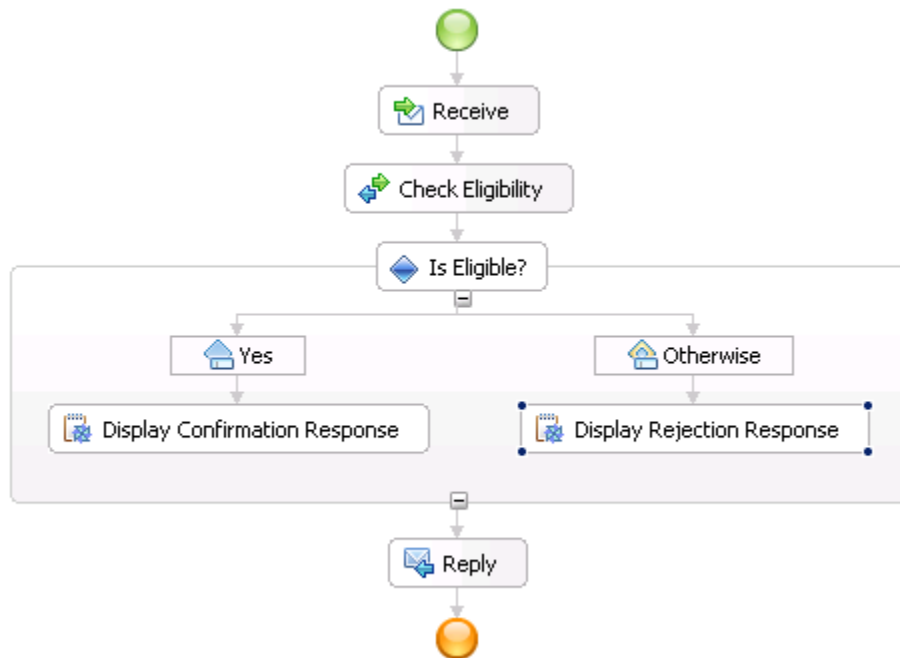 Receive
Check Eligibility
Is Eligible?
Yes
Otherwise
Display Confirmation Response
Display Rejection Response
Reply